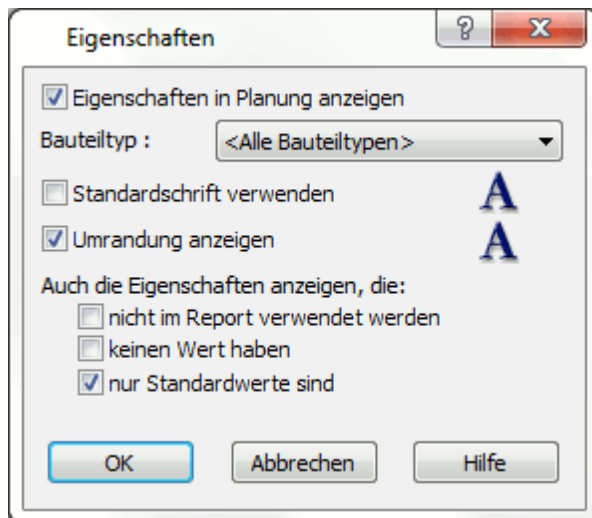 Eigenschaften
Eigenschaften in Planung anzeigen
Bauteiltyp : <Alle Bauteiltypen>
Standardschrift verwenden A
Umrandung anzeigen A
Auch die Eigenschaften anzeigen, die:
nicht im Report verwendet werden
keinen Wert haben
nur Standardwerte sind
OK Abbrechen Hilfe